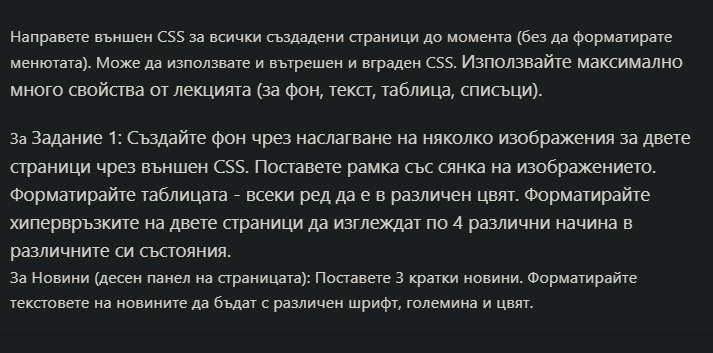 Направете външен CSS за всички създадени страници до момента (без да форматирате
менютата). Може да използвате и вътрешен и вграден CSS. Използвайте максимално
много свойства от лекцията (за фон, текст, таблица, списъци).
За Задание 1: Създайте фон чрез наслагване на няколко изображения за двете
страници чрез външен CSS. Поставете рамка със сянка на изображението.
Форматирайте таблицата - всеки ред да е в различен цвят. Форматирайте
хипервръзките на двете страници да изглеждат по 4 различни начина в
различните си състояния.
За Новини (десен панел на страницата): Поставете 3 кратки новини. Форматирайте
текстовете на новините да бъдат с различен шрифт, големина и цвят.